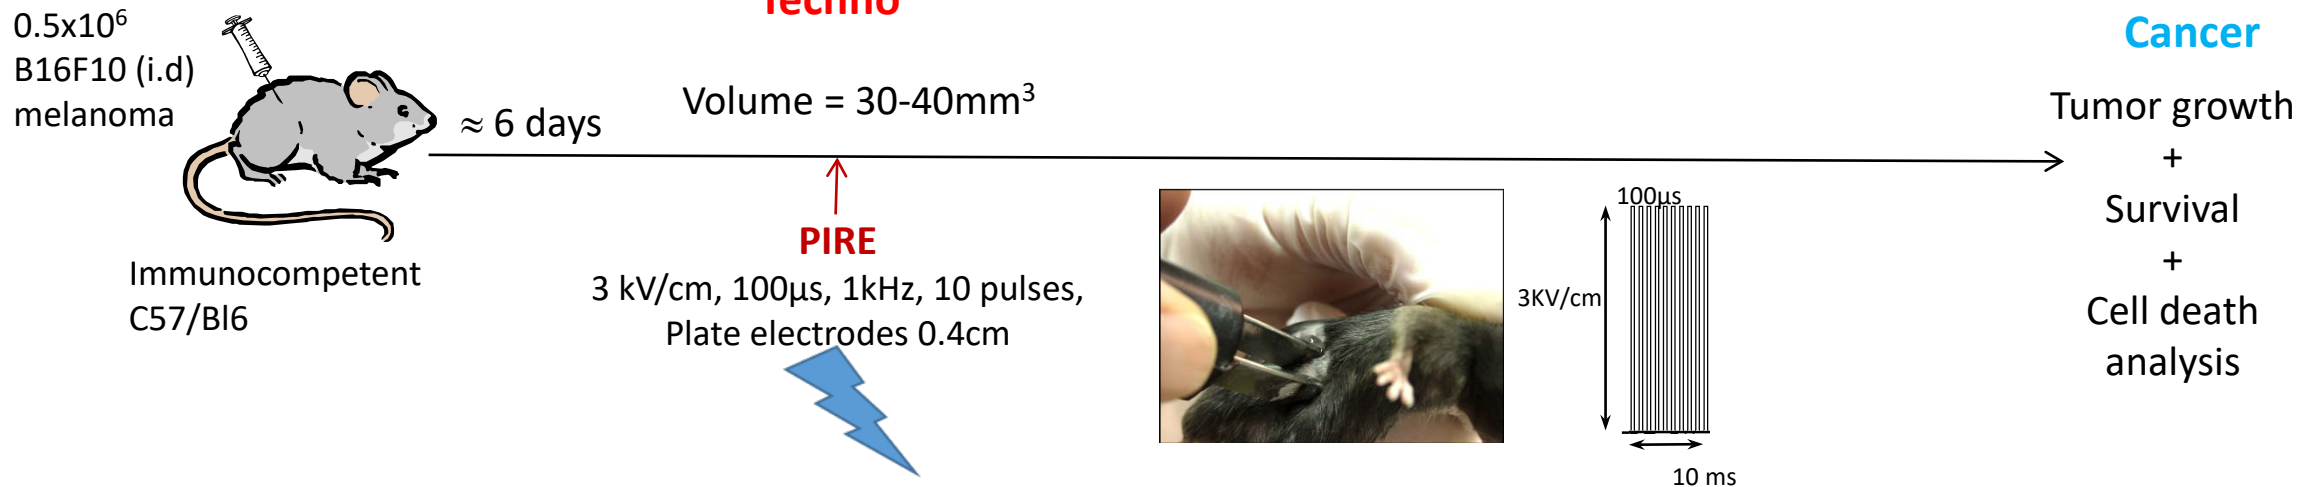 Techno
0.5x10⁶
B16F10 (i.d)
melanoma
≈ 6 days
Volume = 30-40mm³
Cancer
Tumor growth
+
Survival
+
Cell death
analysis
Immunocompetent
C57/Bl6
PIRE
3 kV/cm, 100µs, 1kHz, 10 pulses,
Plate electrodes 0.4cm
100µs
3KV/cm
10 ms